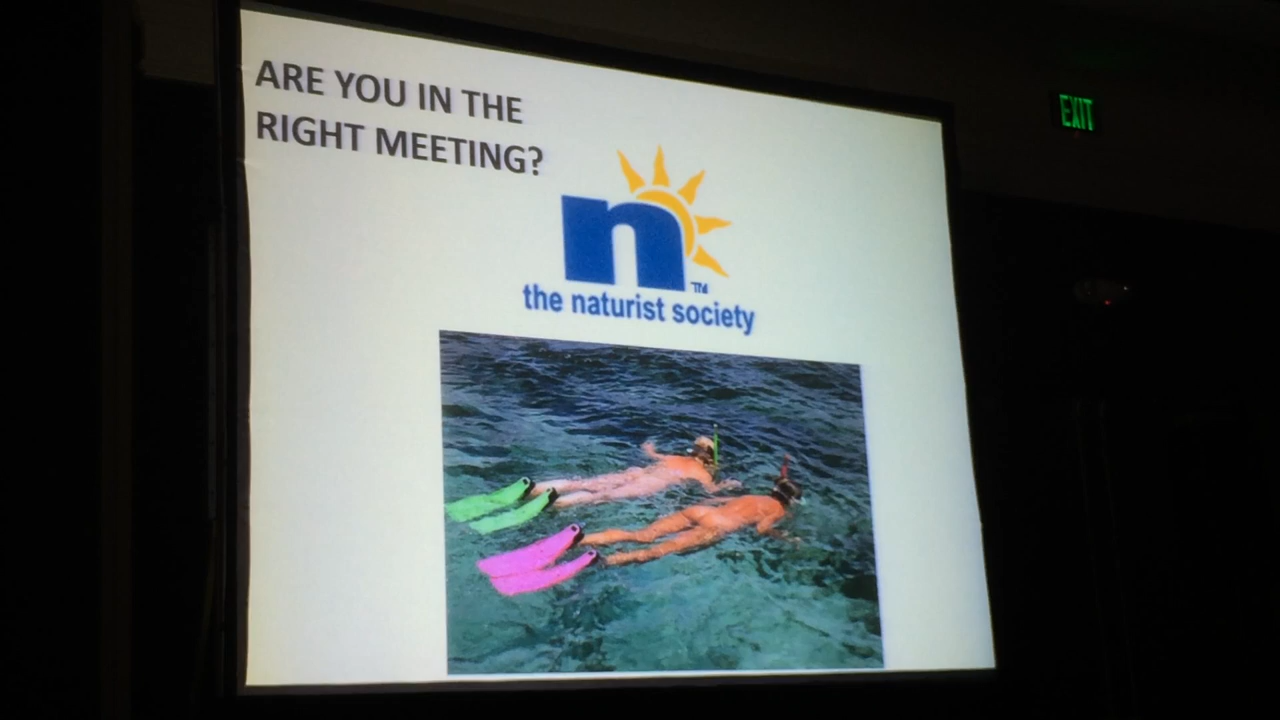 ARE YOU IN THE
RIGHT MEETING?
EXIT
n
TM
the naturist society